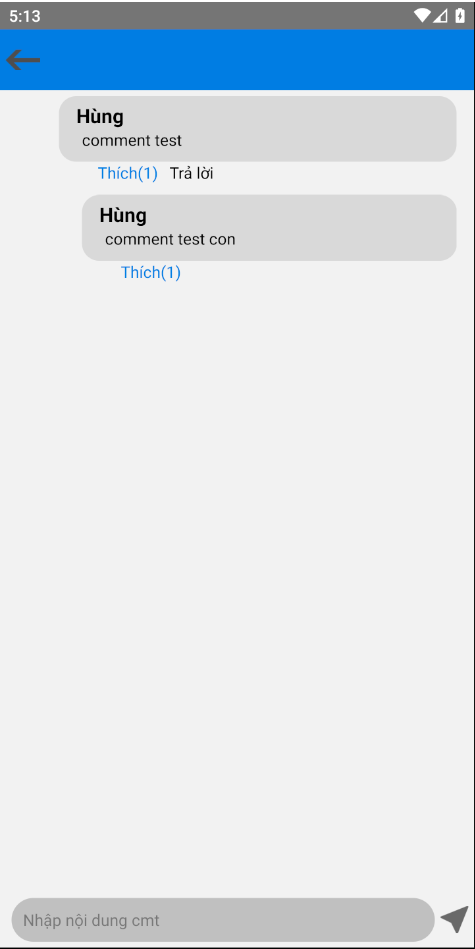 5:13
Hùng
comment test
Thích(1) Trả lời
Hùng
comment test con
Thích(1)
Nhập nội dung cmt